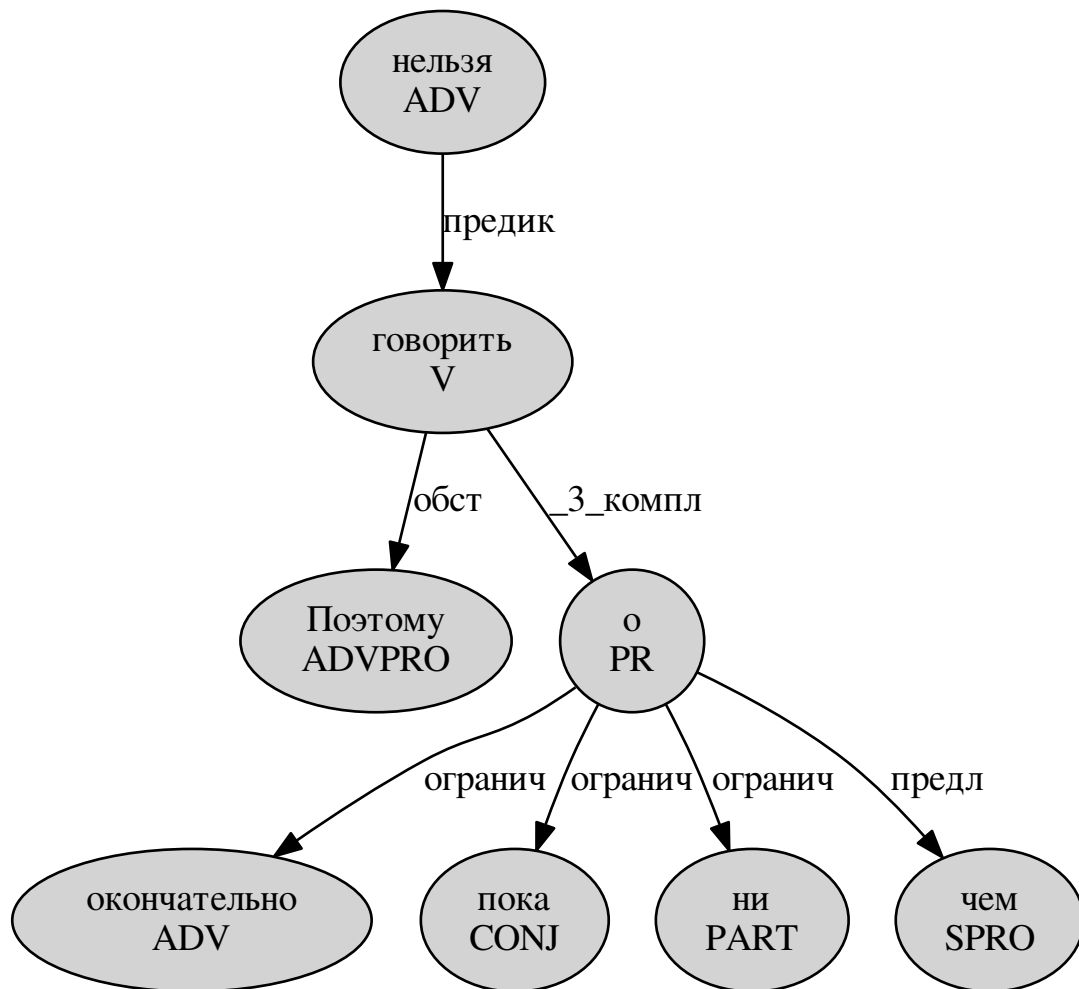 нельзя
ADV
предик
говорить
V
обст
_3_компл
Поэтому
ADVPRO
о
PR
огранич
огранич
огранич
предл
окончательно
ADV
пока
CONJ
ни
PART
чем
SPRO